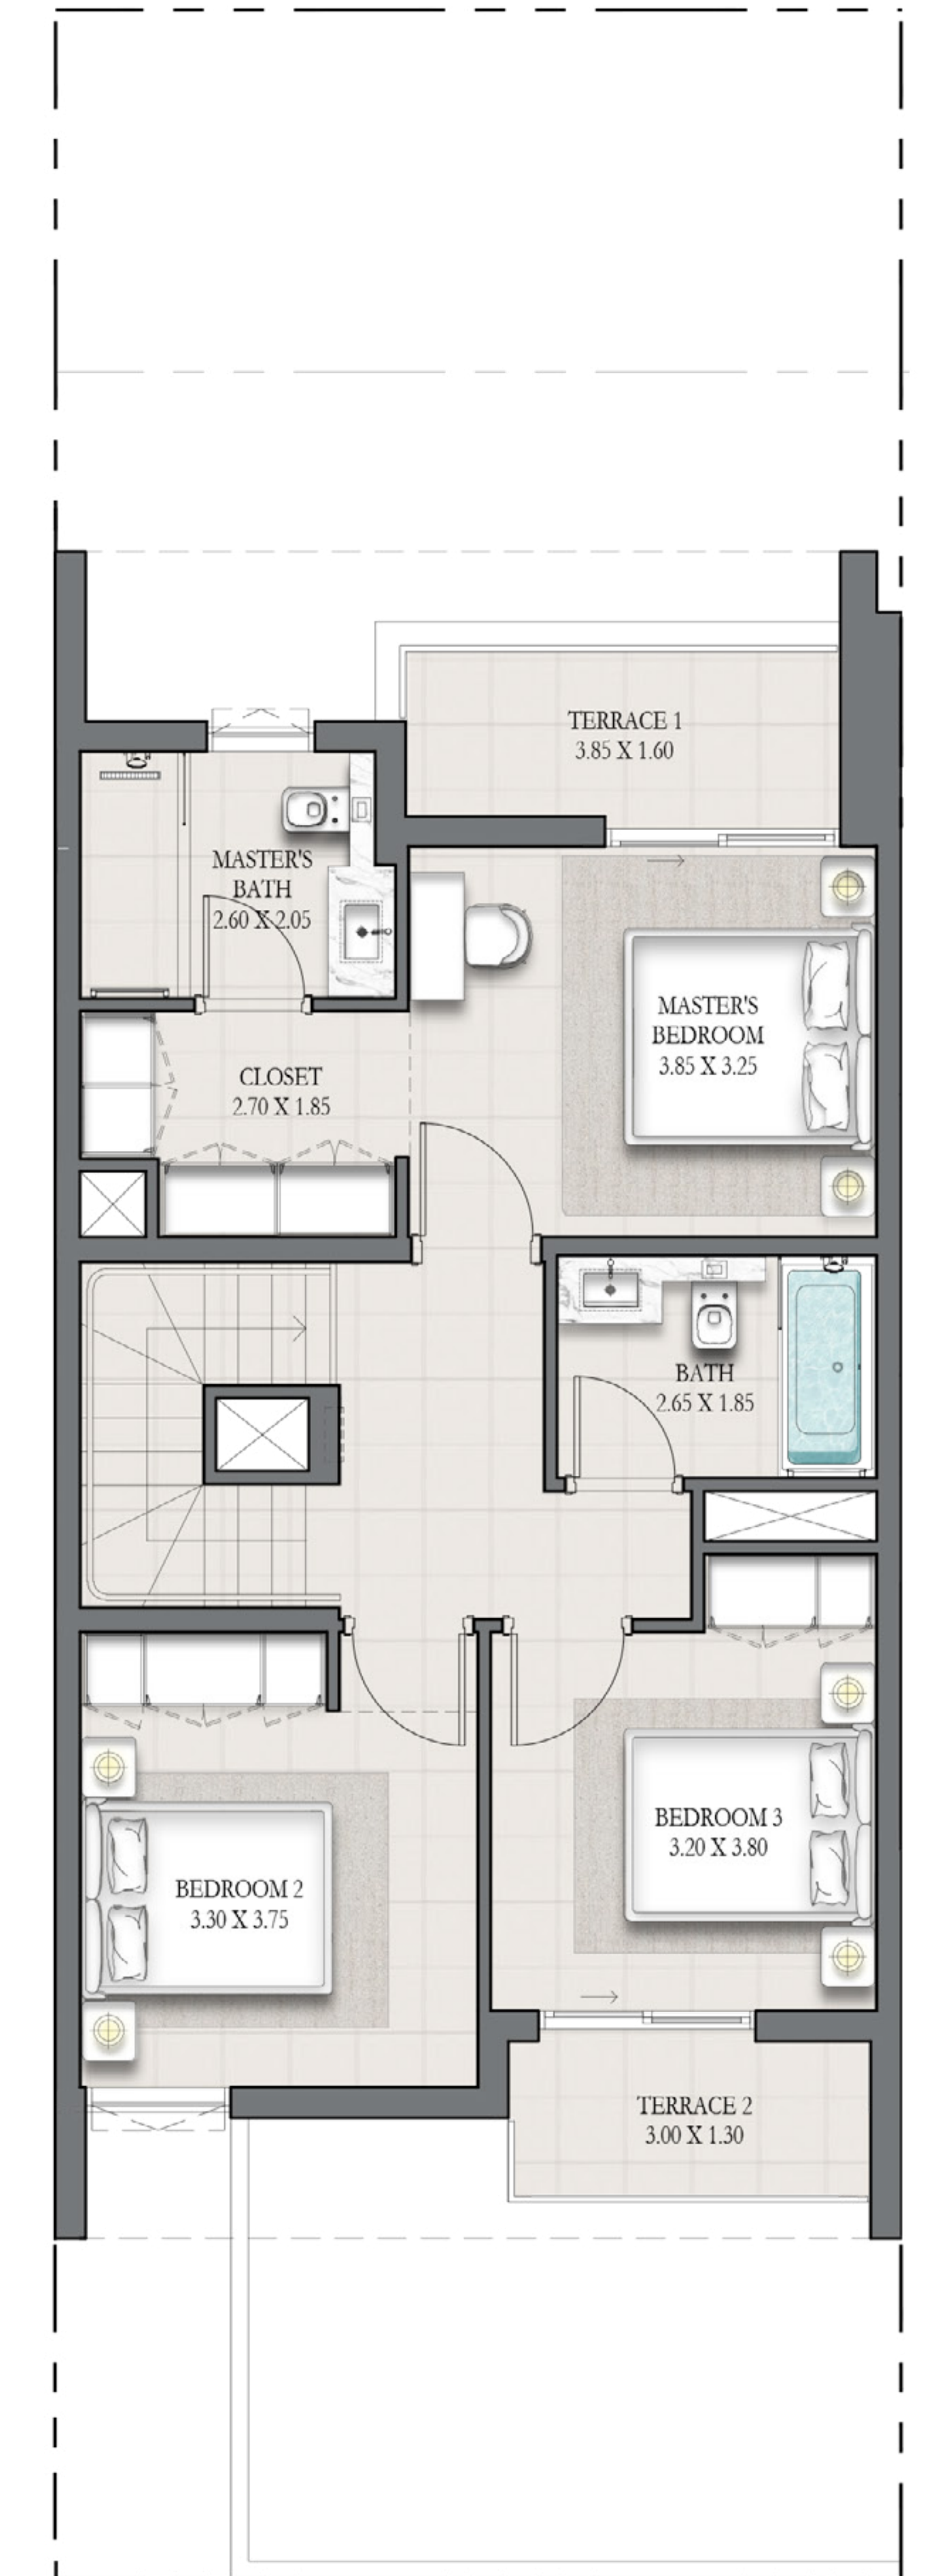 TERRACE 1
3.85 X 1.60
MASTER'S
BATH
2.60 X 2.05
MASTER'S
BEDROOM
3.85 X 3.25
CLOSET
2.70 X 1.85
BATH
2.65 X 1.85
BEDROOM 3
3.20 X 3.80
BEDROOM 2
3.30 X 3.75
TERRACE 2
3.00 X 1.30